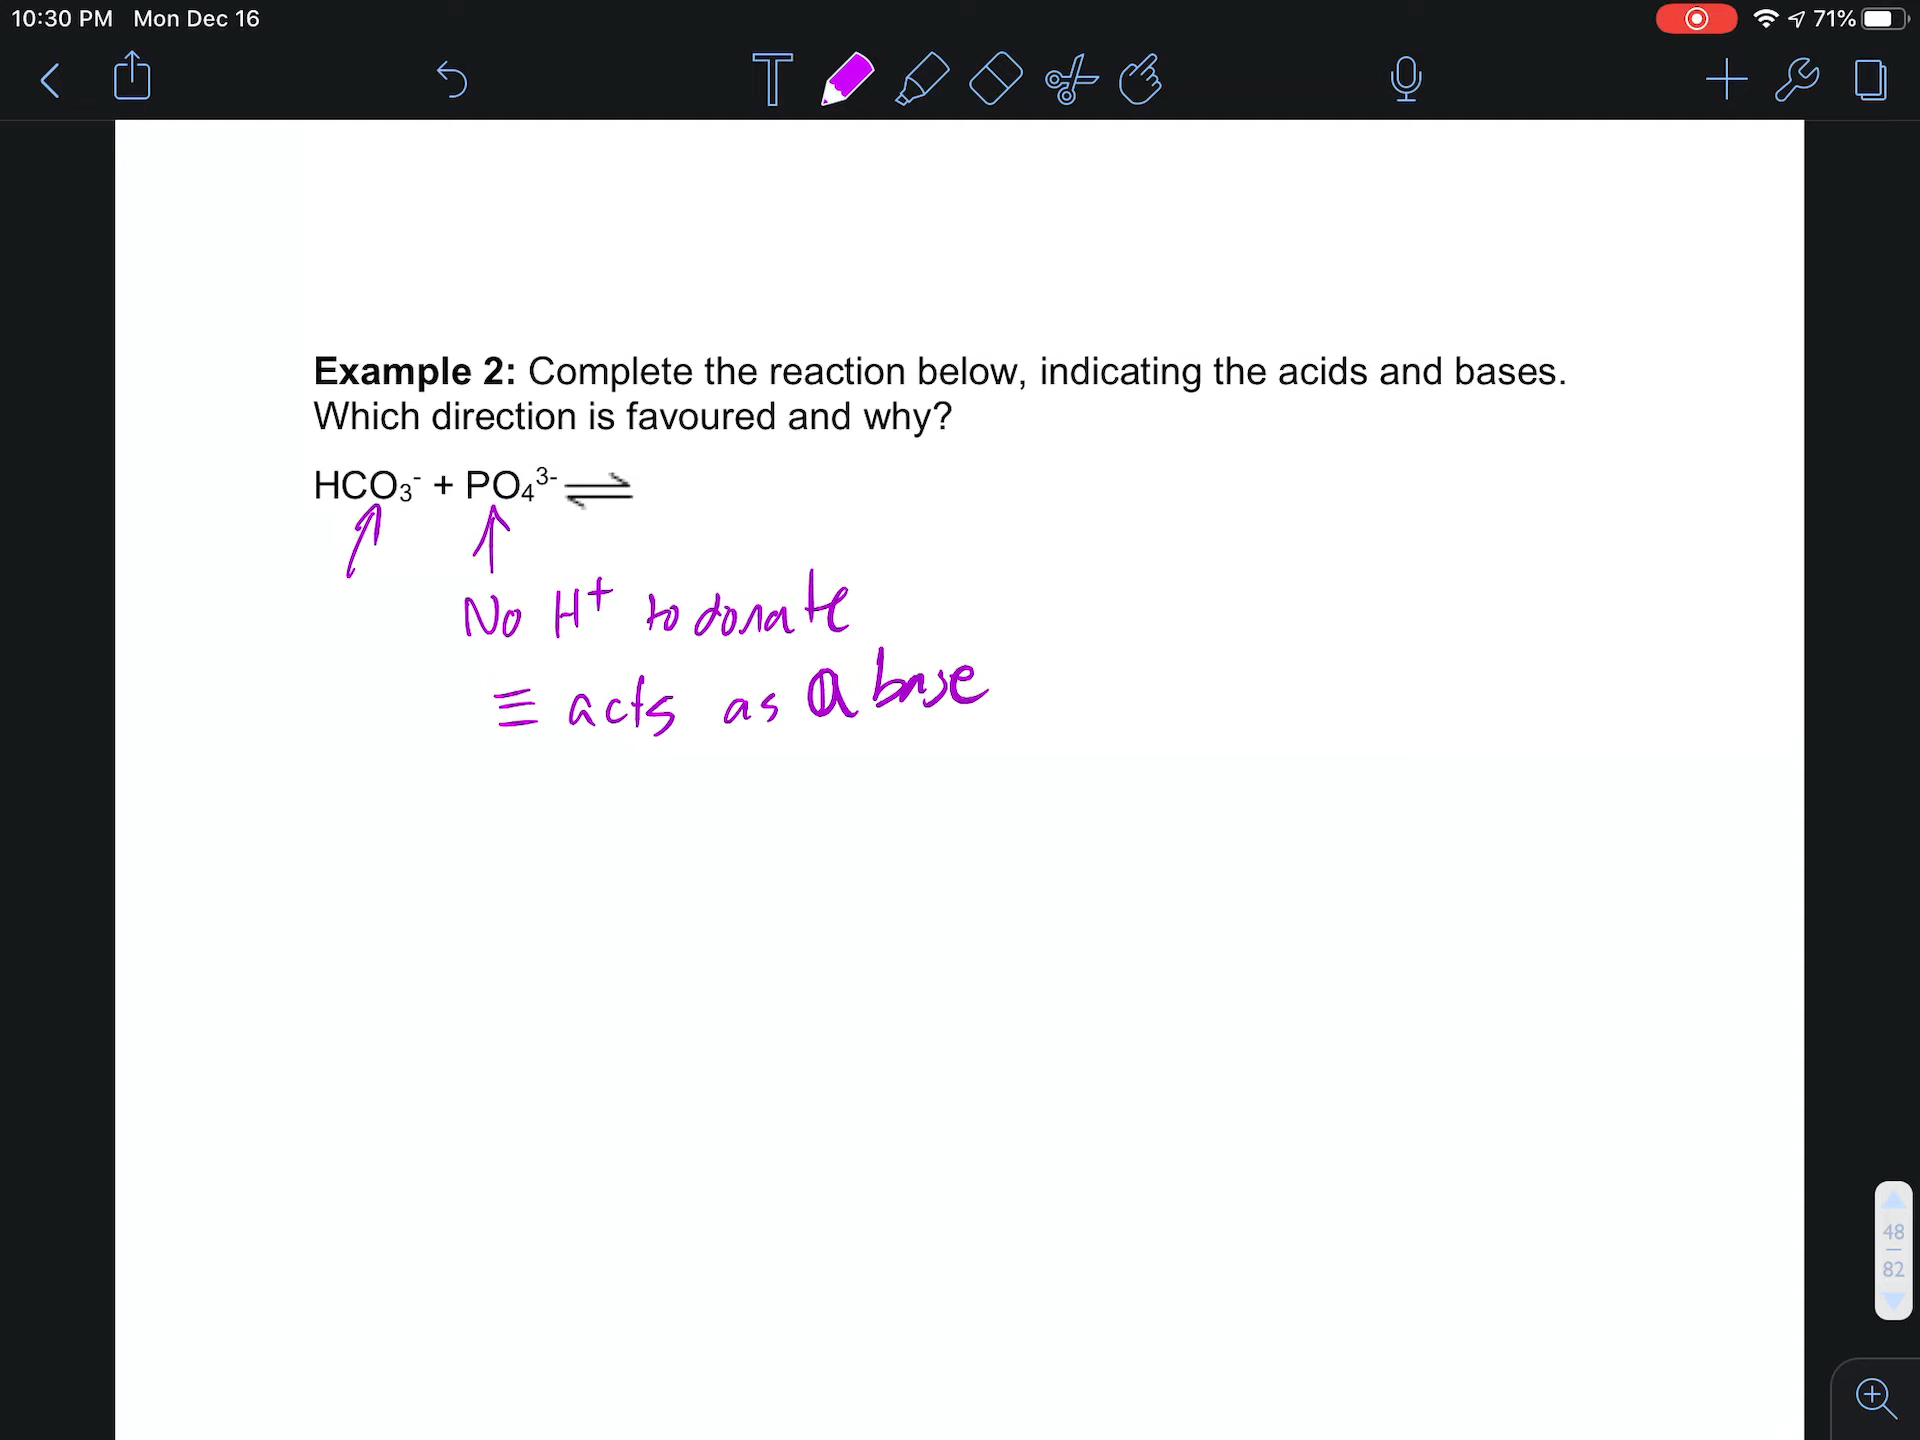 10:30 PM Mon Dec 16
71%
T
Example 2: Complete the reaction below, indicating the acids and bases.
Which direction is favoured and why?
HCO₃⁻ + PO₄³⁻ ⇌
No H⁺ to donate
≡ acts as a base
48
82